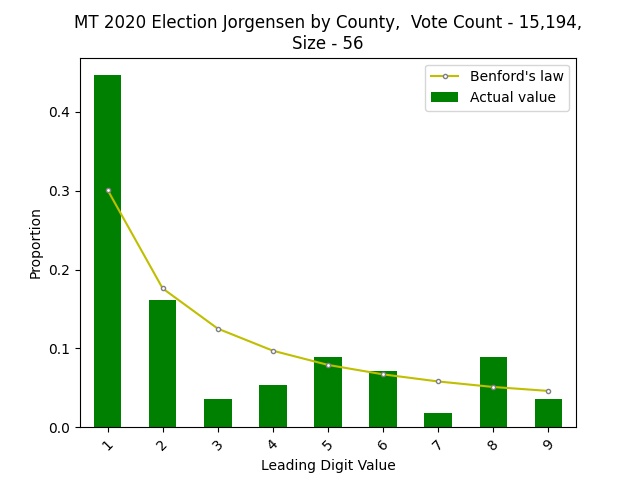 MT 2020 Election Jorgensen by County,  Vote Count - 15,194,
Size - 56
Benford's law
Actual value
Proportion
0.4
0.3
0.2
0.1
0.0
1 2 3 4 5 6 7 8 9
Leading Digit Value